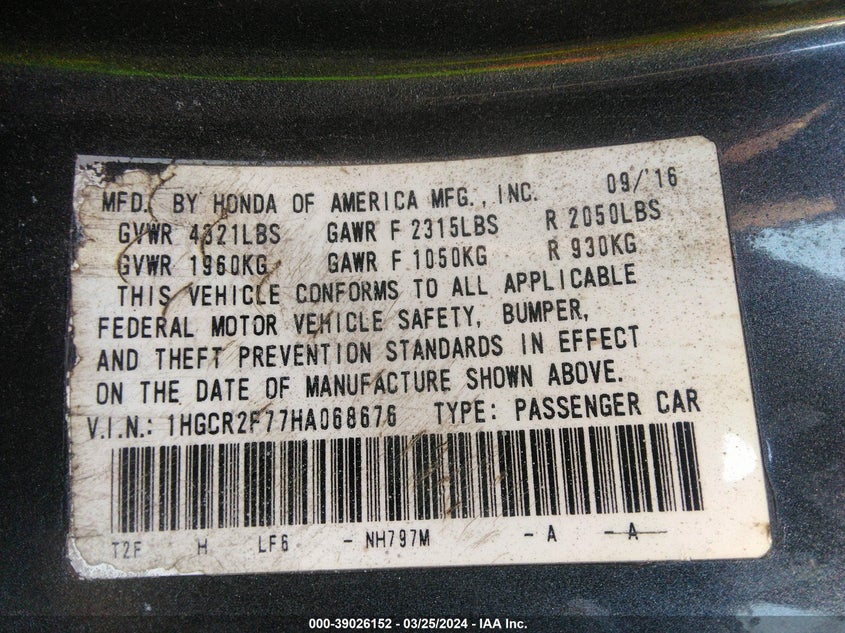 MFD. BY HONDA OF AMERICA MFG., INC. 09/'16
GVWR 4321LBS GAWR F 2315LBS R 2050LBS
GVWR 1960KG GAWR F 1050KG R 930KG
THIS VEHICLE CONFORMS TO ALL APPLICABLE
FEDERAL MOTOR VEHICLE SAFETY, BUMPER,
AND THEFT PREVENTION STANDARDS IN EFFECT
ON THE DATE OF MANUFACTURE SHOWN ABOVE.
V.I.N.: 1HGCR2F77HA068676 TYPE: PASSENGER CAR
T2F H LF6 - NH797M - A - A -
000-39026152 - 03/25/2024 - IAA Inc.